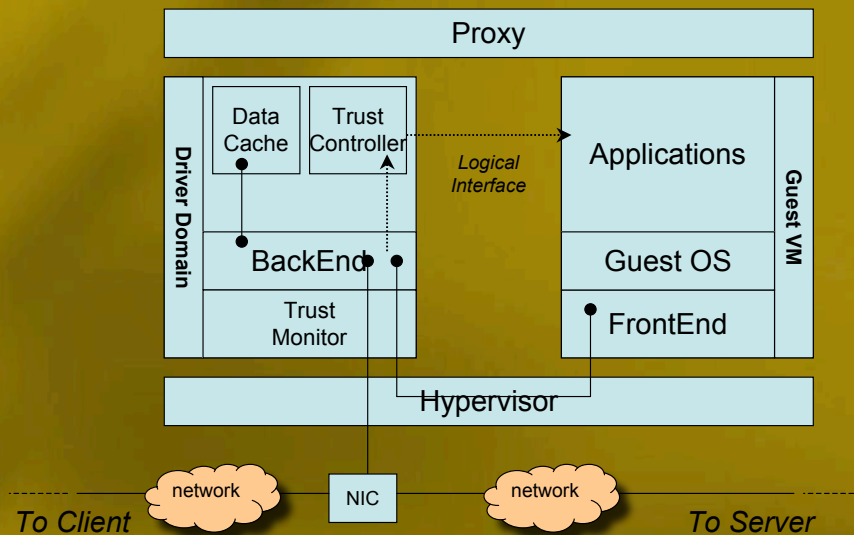 Proxy
Driver Domain
Data
Cache
Trust
Controller
BackEnd
Trust
Monitor
Logical
Interface
Applications
Guest OS
FrontEnd
Guest VM
Hypervisor
network
NIC
network
To Client
To Server